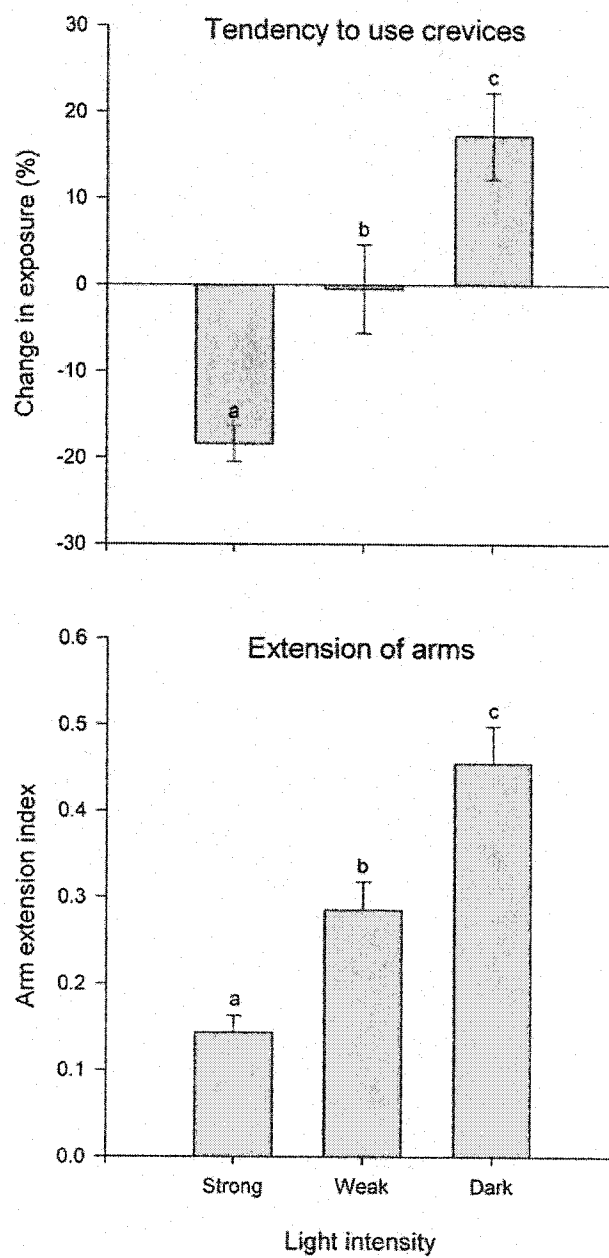 Tendency to use crevices
Change in exposure (%)
30
20
10
0
-10
-20
-30
a
b
c
Extension of arms
Arm extension index
0.6
0.5
0.4
0.3
0.2
0.1
0.0
a
b
c
Strong Weak Dark
Light intensity